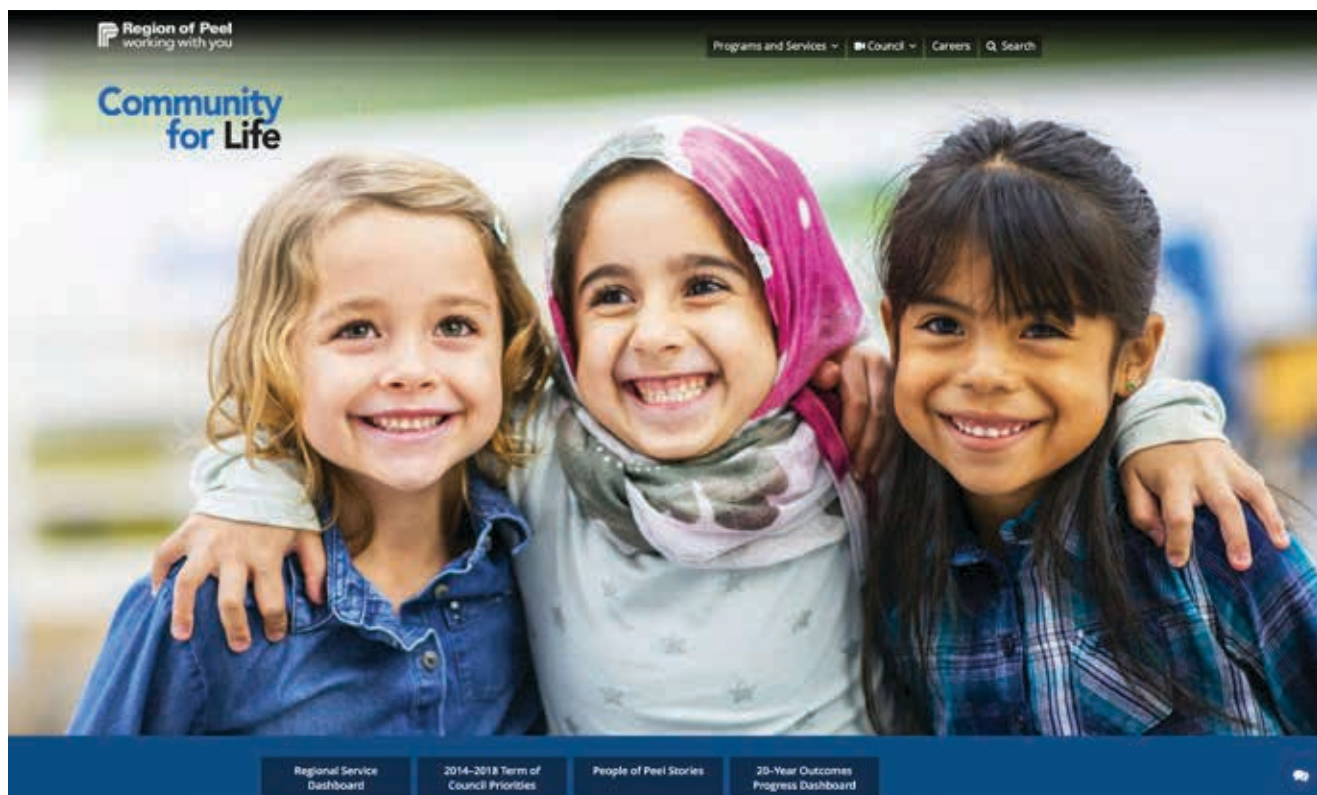 Region of Peel
working with you
Programs and Services
Council
Careers
Search
Community
for Life
Regional Service
Dashboard
2014–2018 Term of
Council Priorities
People of Peel Stories
20-Year Outcomes
Progress Dashboard